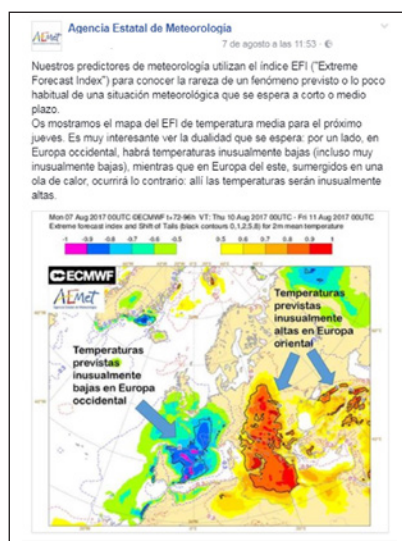 Agencia Estatal de Meteorología
7 de agosto a las 11:53 ·
Nuestros predictores de meteorología utilizan el índice EFI ("Extreme
Forecast Index") para conocer la rareza de un fenómeno previsto o lo poco
habitual de una situación meteorológica que se espera a corto o medio
plazo.
Os mostramos el mapa del EFI de temperatura media para el próximo
jueves. Es muy interesante ver la dualidad que se espera: por un lado, en
Europa occidental, habrá temperaturas inusualmente bajas (incluso muy
inusualmente bajas), mientras que en Europa del este, sumergidos en una
ola de calor, ocurrirá lo contrario: allí las temperaturas serán inusualmente
altas.
Mon 07 Aug 2017 00UTC ©ECMWF t+72-96h VT: Thu 10 Aug 2017 00UTC - Fri 11 Aug 2017 00UTC
Extreme forecast index and Shift of Tails (black contours 0,1,2,5,8) for 2m mean temperature
ECMWF
AEMet
Temperaturas
previstas
inusualmente
altas en Europa
oriental
Temperaturas
previstas
inusualmente
bajas en Europa
occidental